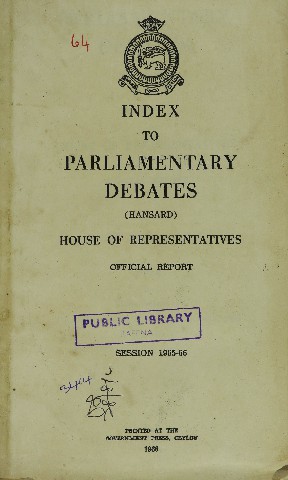 64
INDEX
TO
PARLIAMENTARY
DEBATES
(HANSARD)
HOUSE OF REPRESENTATIVES
OFFICIAL REPORT
PUBLIC LIBRARY
JAFFNA
SESSION 1965-66
PRINTED AT THE
GOVERNMENT PRESS, CEYLON